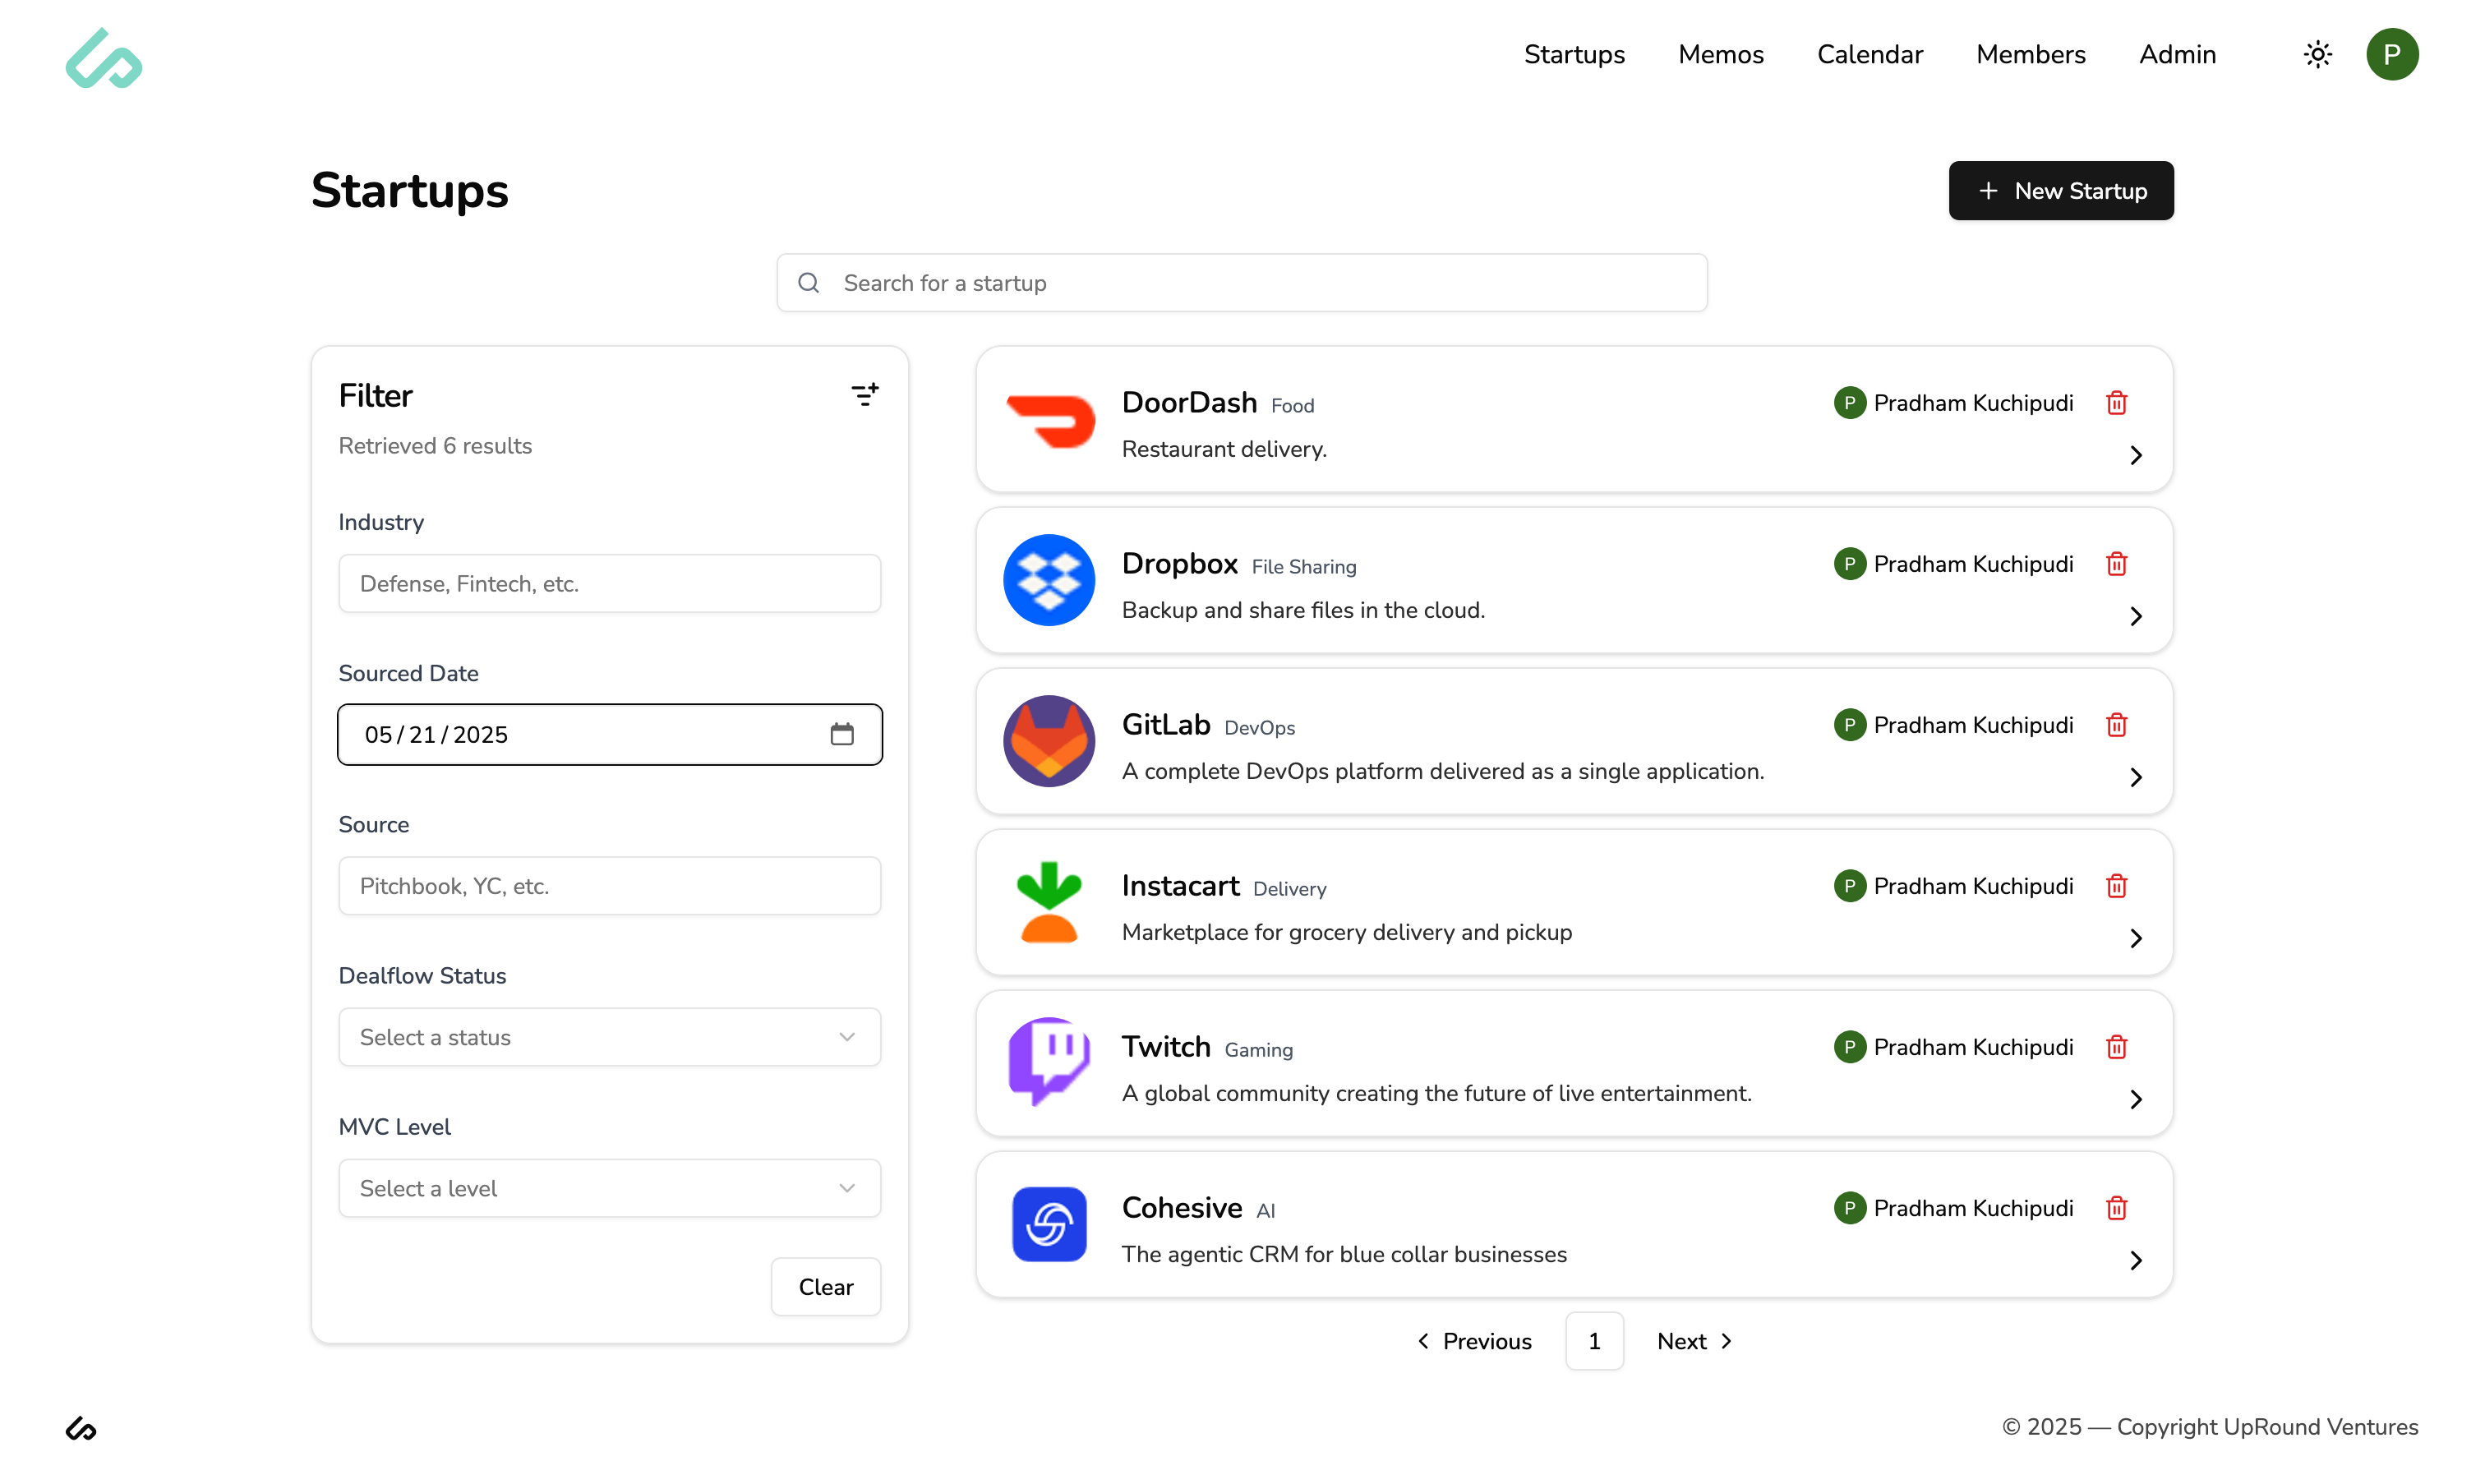 Startups Memos Calendar Members Admin P
Startups
New Startup
Search for a startup
Filter
Retrieved 6 results
Industry
Defense, Fintech, etc.
Sourced Date
05/21/2025
Source
Pitchbook, YC, etc.
Dealflow Status
Select a status
MVC Level
Select a level
Clear
DoorDash Food P Pradham Kuchipudi
Restaurant delivery.
Dropbox File Sharing P Pradham Kuchipudi
Backup and share files in the cloud.
GitLab DevOps P Pradham Kuchipudi
A complete DevOps platform delivered as a single application.
Instacart Delivery P Pradham Kuchipudi
Marketplace for grocery delivery and pickup
Twitch Gaming P Pradham Kuchipudi
A global community creating the future of live entertainment.
Cohesive AI P Pradham Kuchipudi
The agentic CRM for blue collar businesses
Previous 1 Next
© 2025 — Copyright UpRound Ventures